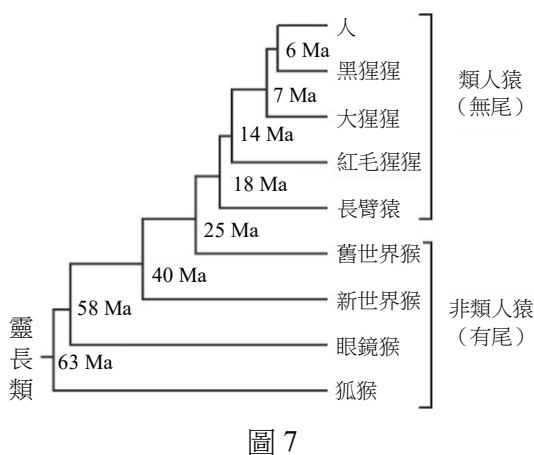 人
6 Ma
黑猩猩
7 Ma
大猩猩
14 Ma
紅毛猩猩
18 Ma
長臂猿
25 Ma
舊世界猴
40 Ma
新世界猴
58 Ma
眼鏡猴
63 Ma
狐猴
靈長類
類人猿
（無尾）
非類人猿
（有尾）
圖 7